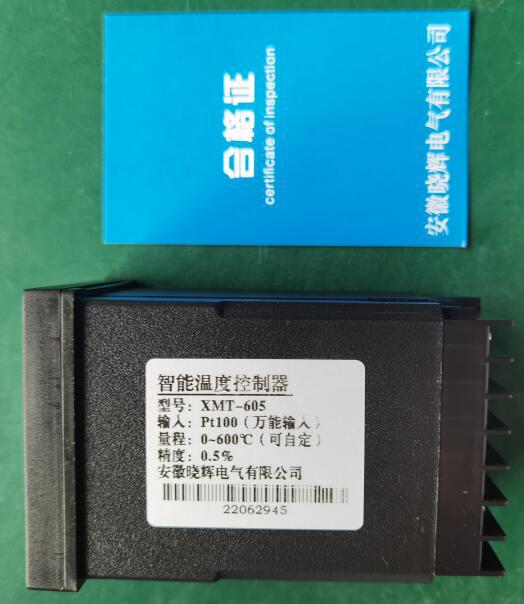 合格证
certificate of inspection
安徽晓辉电气有限公司
智能温度控制器
型号: XMT-605
输入: Pt100(万能输入)
量程: 0~600℃(可自定)
精度: 0.5%
安徽晓辉电气有限公司
22062945